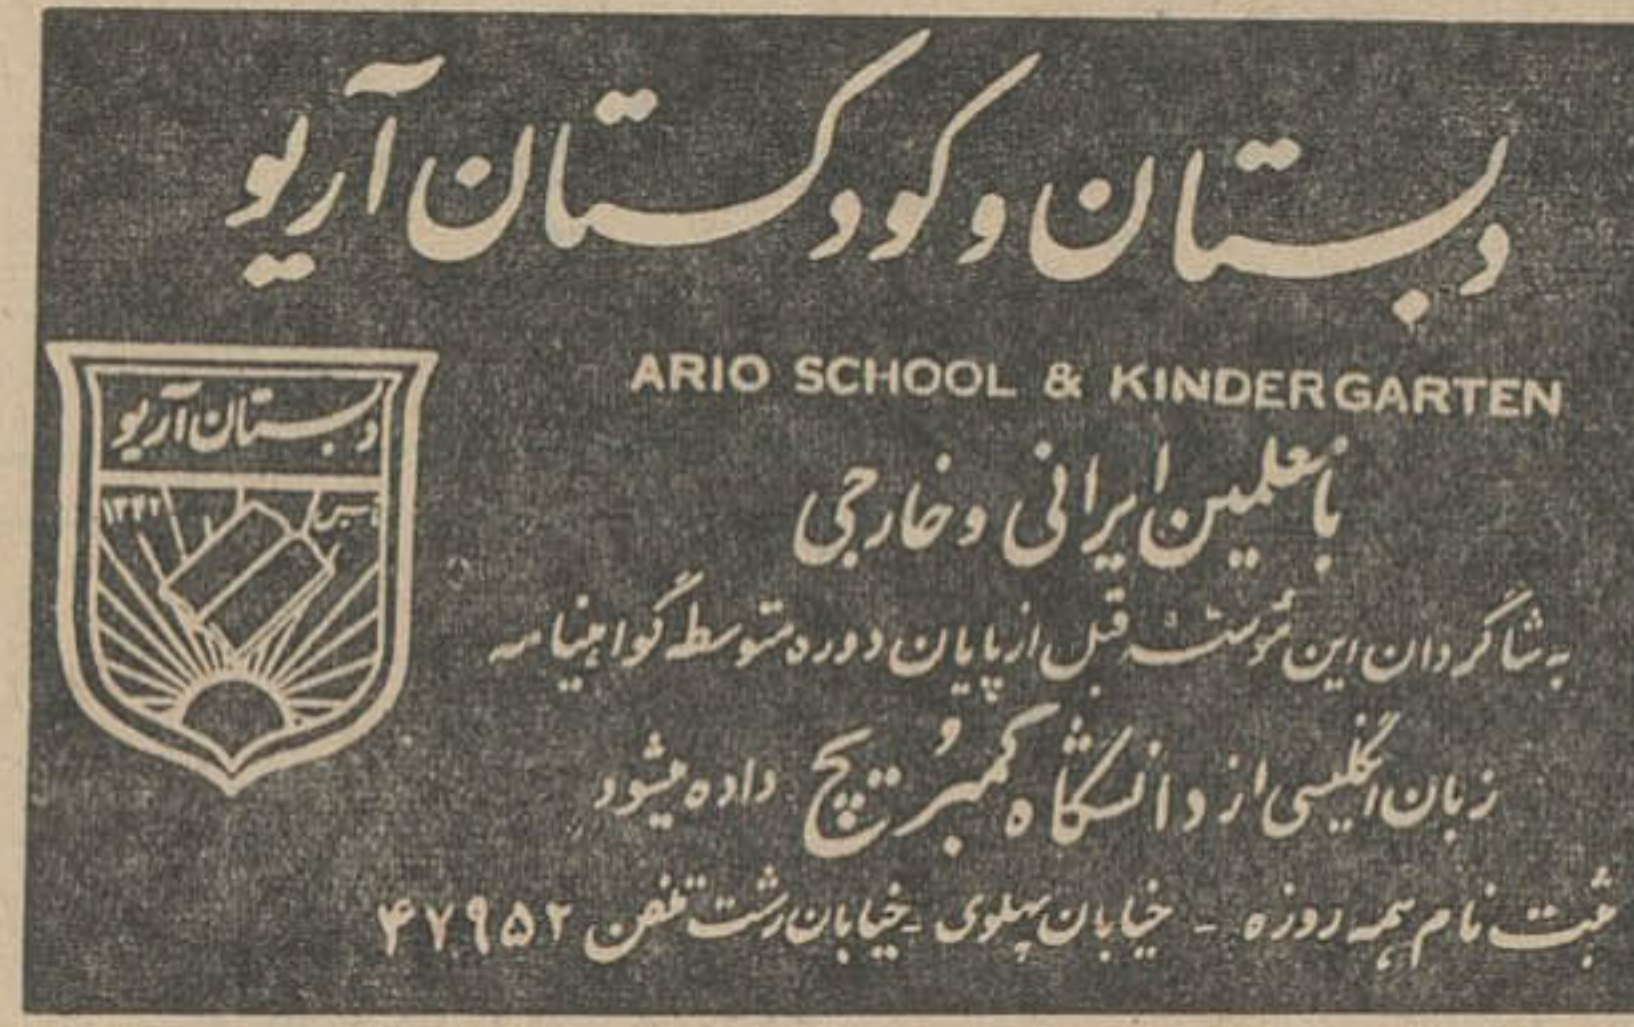 دبستان و کودکستان آریو
ARIO SCHOOL & KINDERGARTEN
با معلمین ایرانی و خارجی
به شاگردان این مؤسسه قبل از پایان دوره متوسط گواهینامه
زبان انگلیسی از دانشگاه کمبریج داده میشود
ثبت نام همه روزه - خیابان پهلوی - خیابان رشت تلفن ۴۷۹۵۲
دبستان آریو
تاسیس ۱۳۴۲